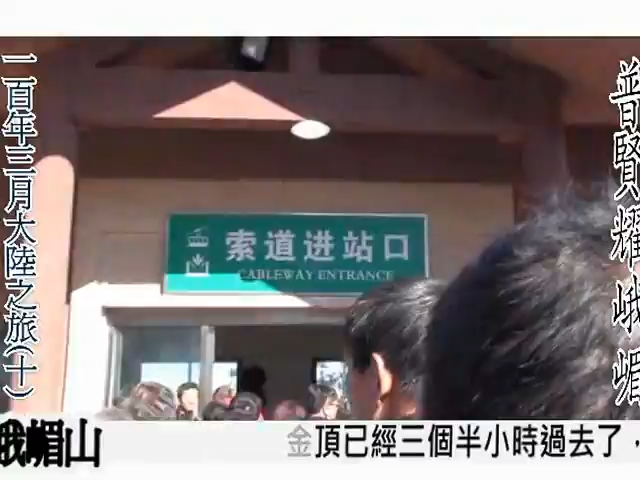 一百年三月大陸之旅(十)
普賢耀峨嵋
索道进站口
CABLEWAY ENTRANCE
峨嵋山
金頂已經三個半小時過去了，